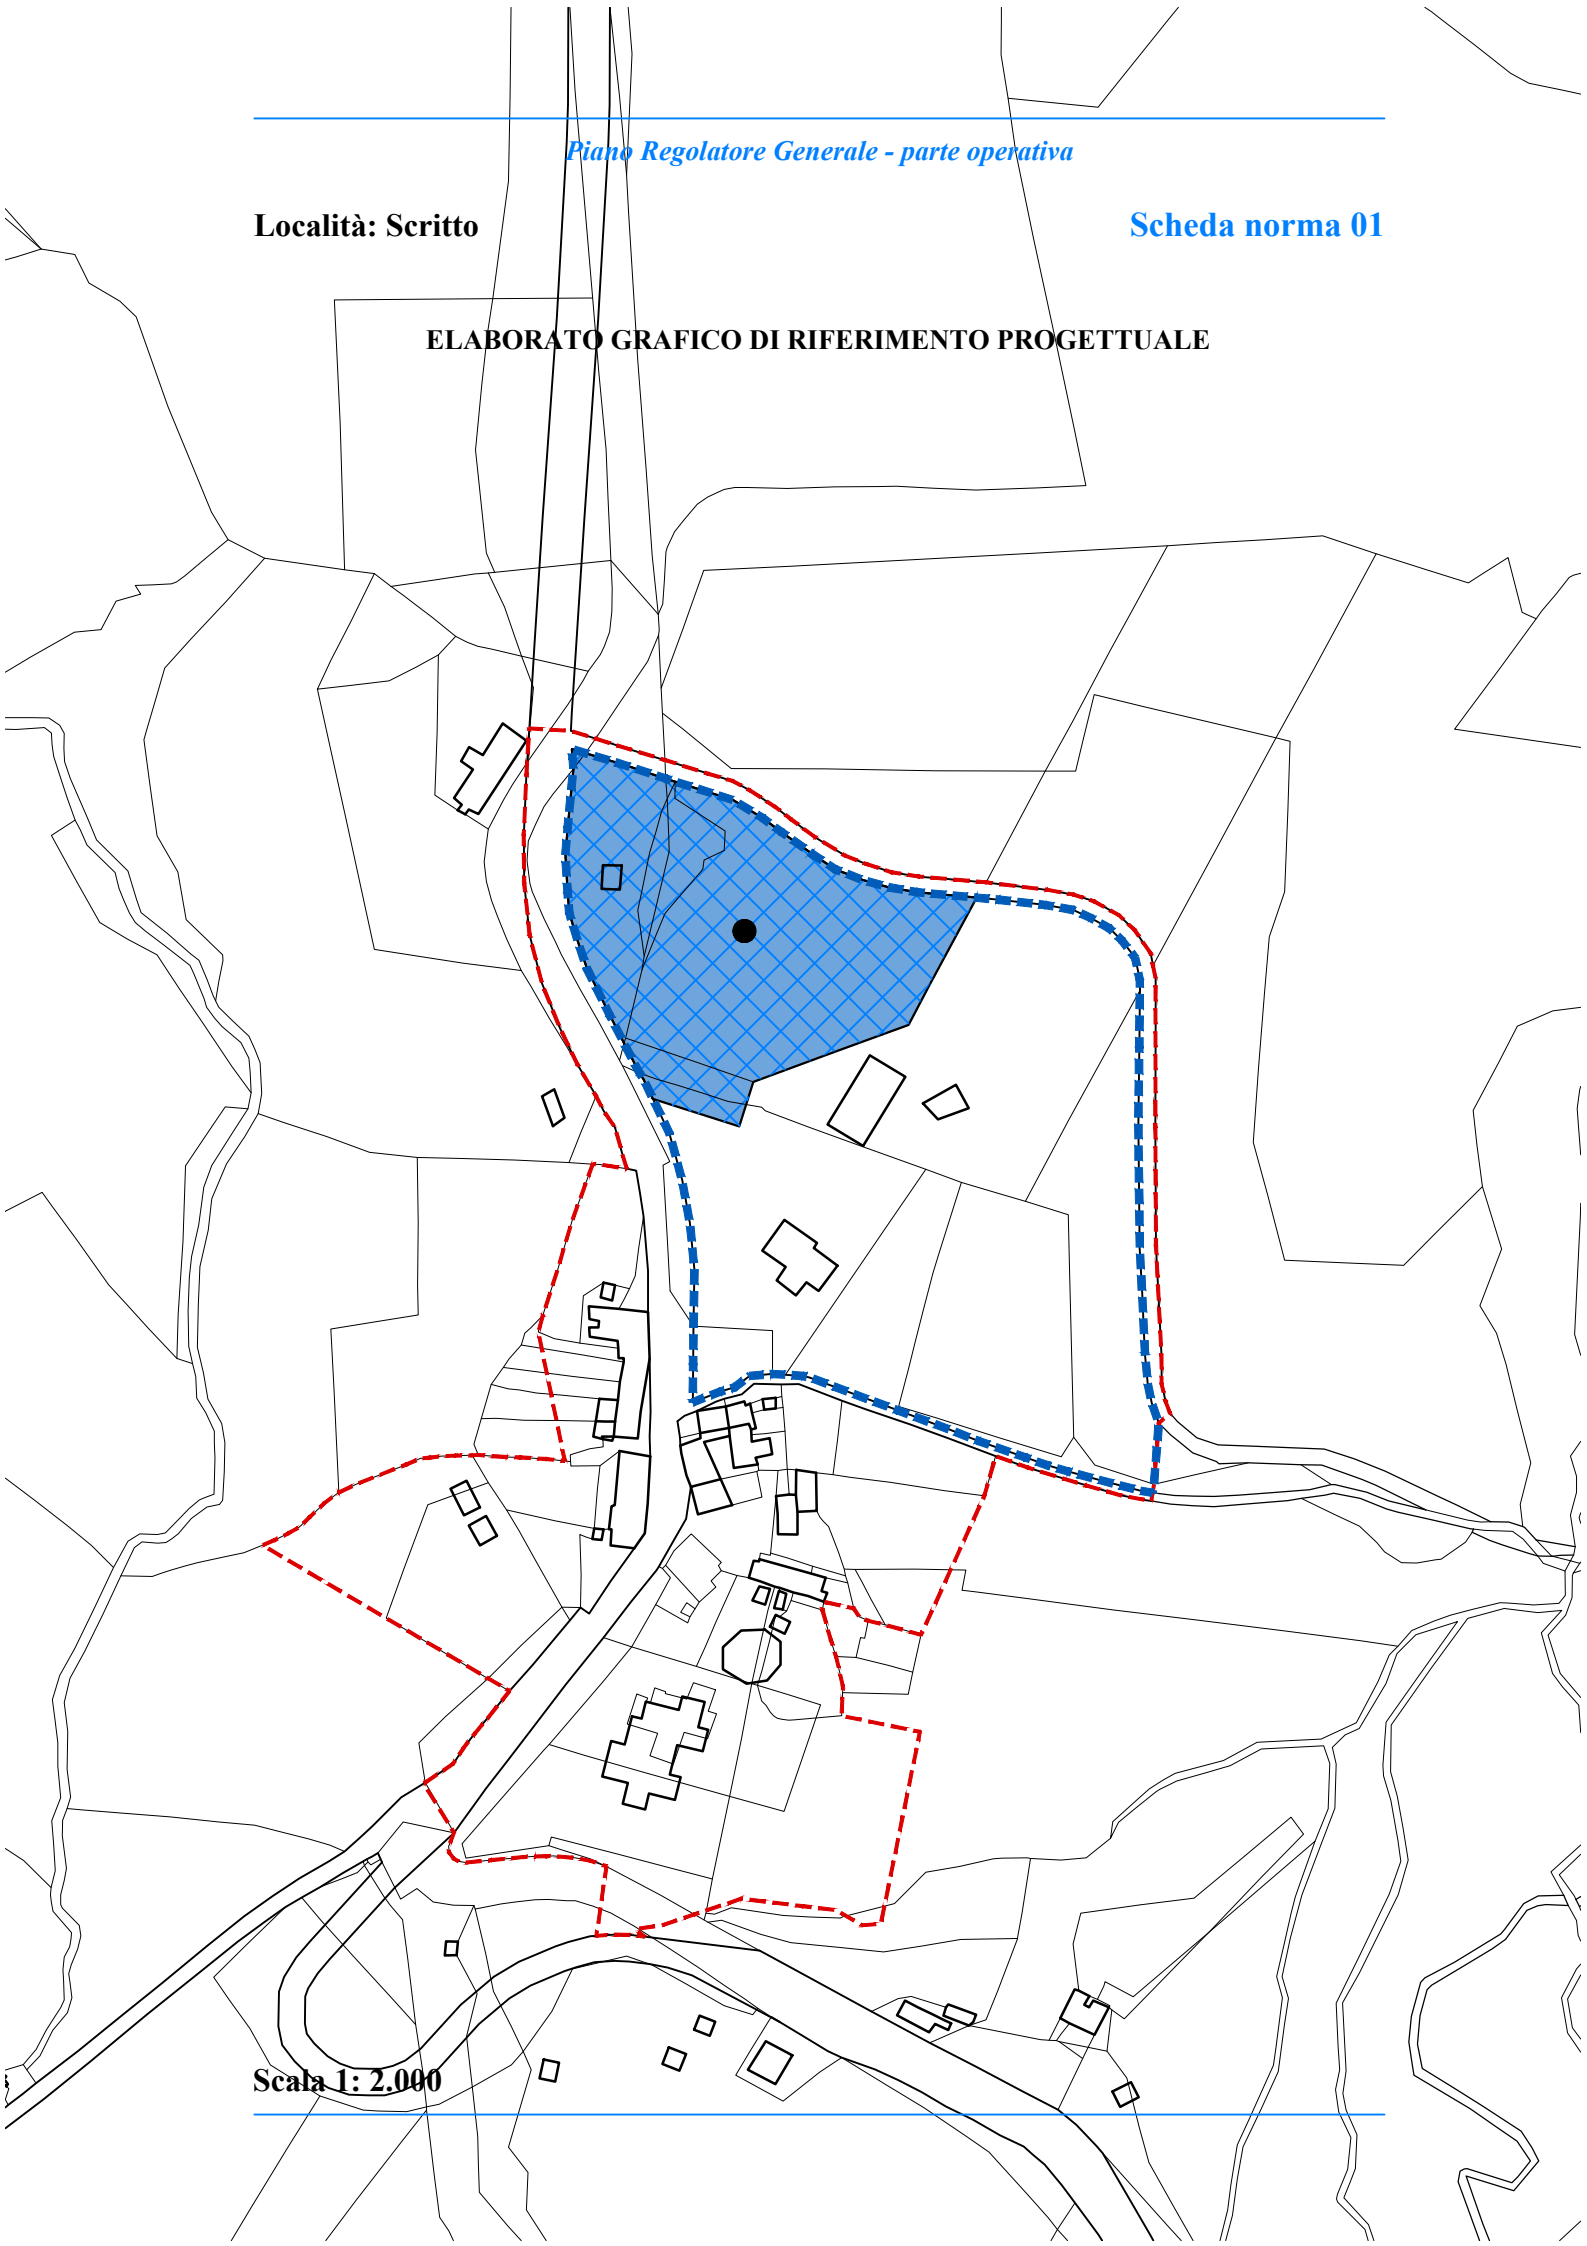 Piano Regolatore Generale - parte operativa
Località: Scritto
Scheda norma 01
ELABORATO GRAFICO DI RIFERIMENTO PROGETTUALE
Scala 1: 2.000